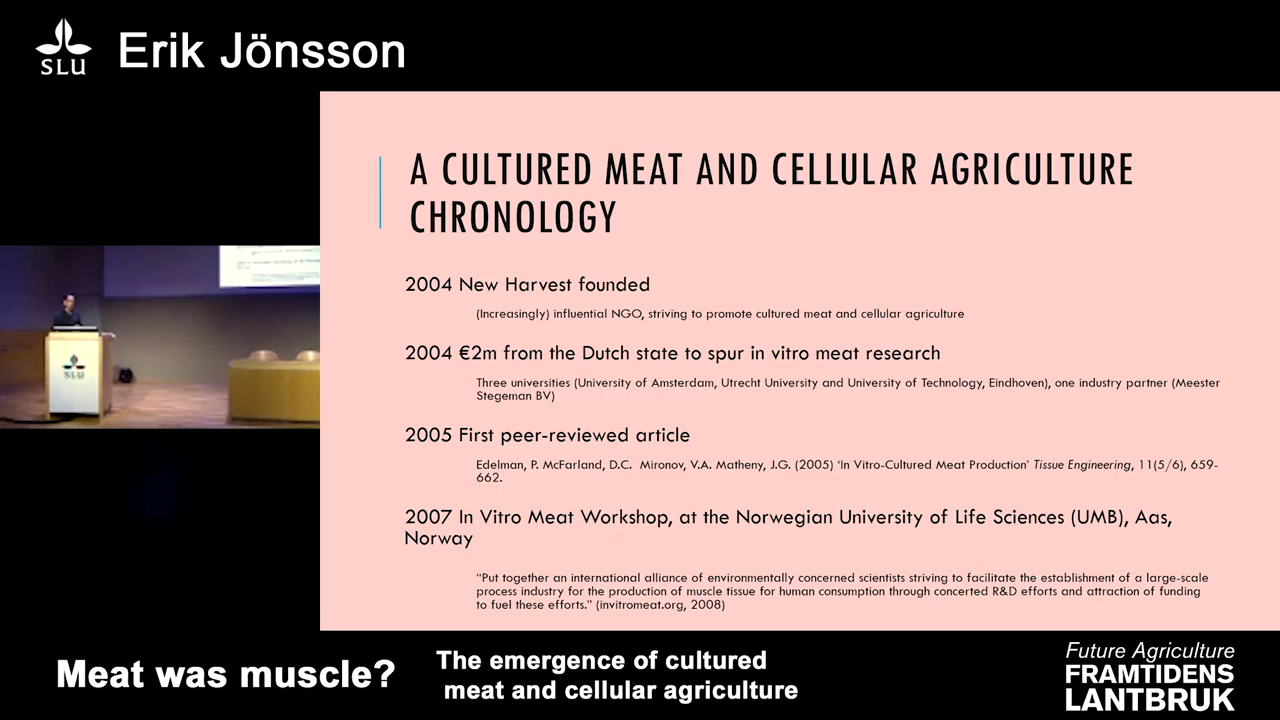 SLU
Erik Jönsson
A CULTURED MEAT AND CELLULAR AGRICULTURE
CHRONOLOGY
2004 New Harvest founded
(Increasingly) influential NGO, striving to promote cultured meat and cellular agriculture
2004 €2m from the Dutch state to spur in vitro meat research
Three universities (University of Amsterdam, Utrecht University and University of Technology, Eindhoven), one industry partner (Meester
Stegeman BV)
2005 First peer-reviewed article
Edelman, P. McFarland, D.C. Mironov, V.A. Matheny, J.G. (2005) ‘In Vitro-Cultured Meat Production’ Tissue Engineering, 11(5/6), 659-
662.
2007 In Vitro Meat Workshop, at the Norwegian University of Life Sciences (UMB), Aas,
Norway
“Put together an international alliance of environmentally concerned scientists striving to facilitate the establishment of a large-scale
process industry for the production of muscle tissue for human consumption through concerted R&D efforts and attraction of funding
to fuel these efforts.” (invitromeat.org, 2008)
SLU
Meat was muscle?
The emergence of cultured
meat and cellular agriculture
Future Agriculture
FRAMTIDENS
LANTBRUK